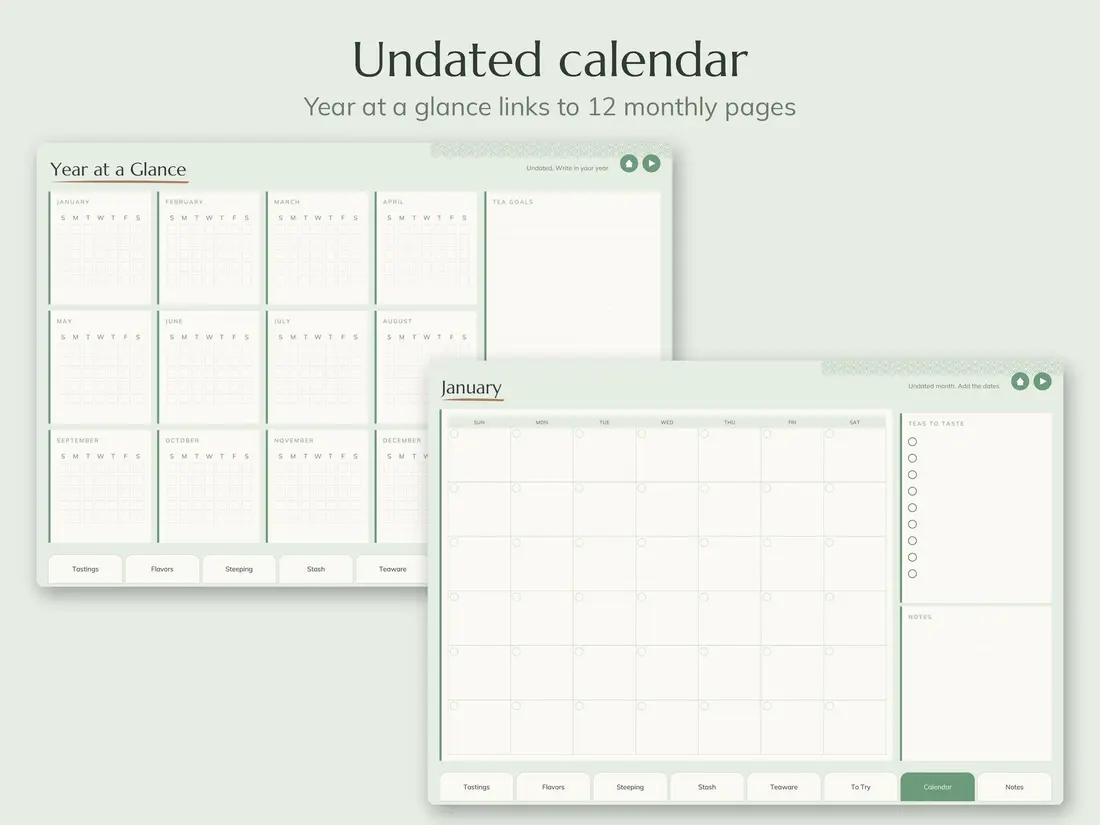 Undated calendar
Year at a glance links to 12 monthly pages
Year at a Glance
Undated. Write in your year
JANUARY
FEBRUARY
MARCH
APRIL
TEA GOALS
S M T W T F S
S M T W T F S
S M T W T F S
S M T W T F S
MAY
JUNE
JULY
AUGUST
S M T W T F S
S M T W T F S
S M T W T F S
S M T W T F S
SEPTEMBER
OCTOBER
NOVEMBER
DECEMBER
S M T W T F S
S M T W T F S
S M T W T F S
S M T W
Tastings
Flavors
Steeping
Stash
Teaware
January
Undated month. Add the dates
SUN MON TUE WED THU FRI SAT
TEAS TO TASTE
NOTES
Tastings
Flavors
Steeping
Stash
Teaware
To Try
Calendar
Notes